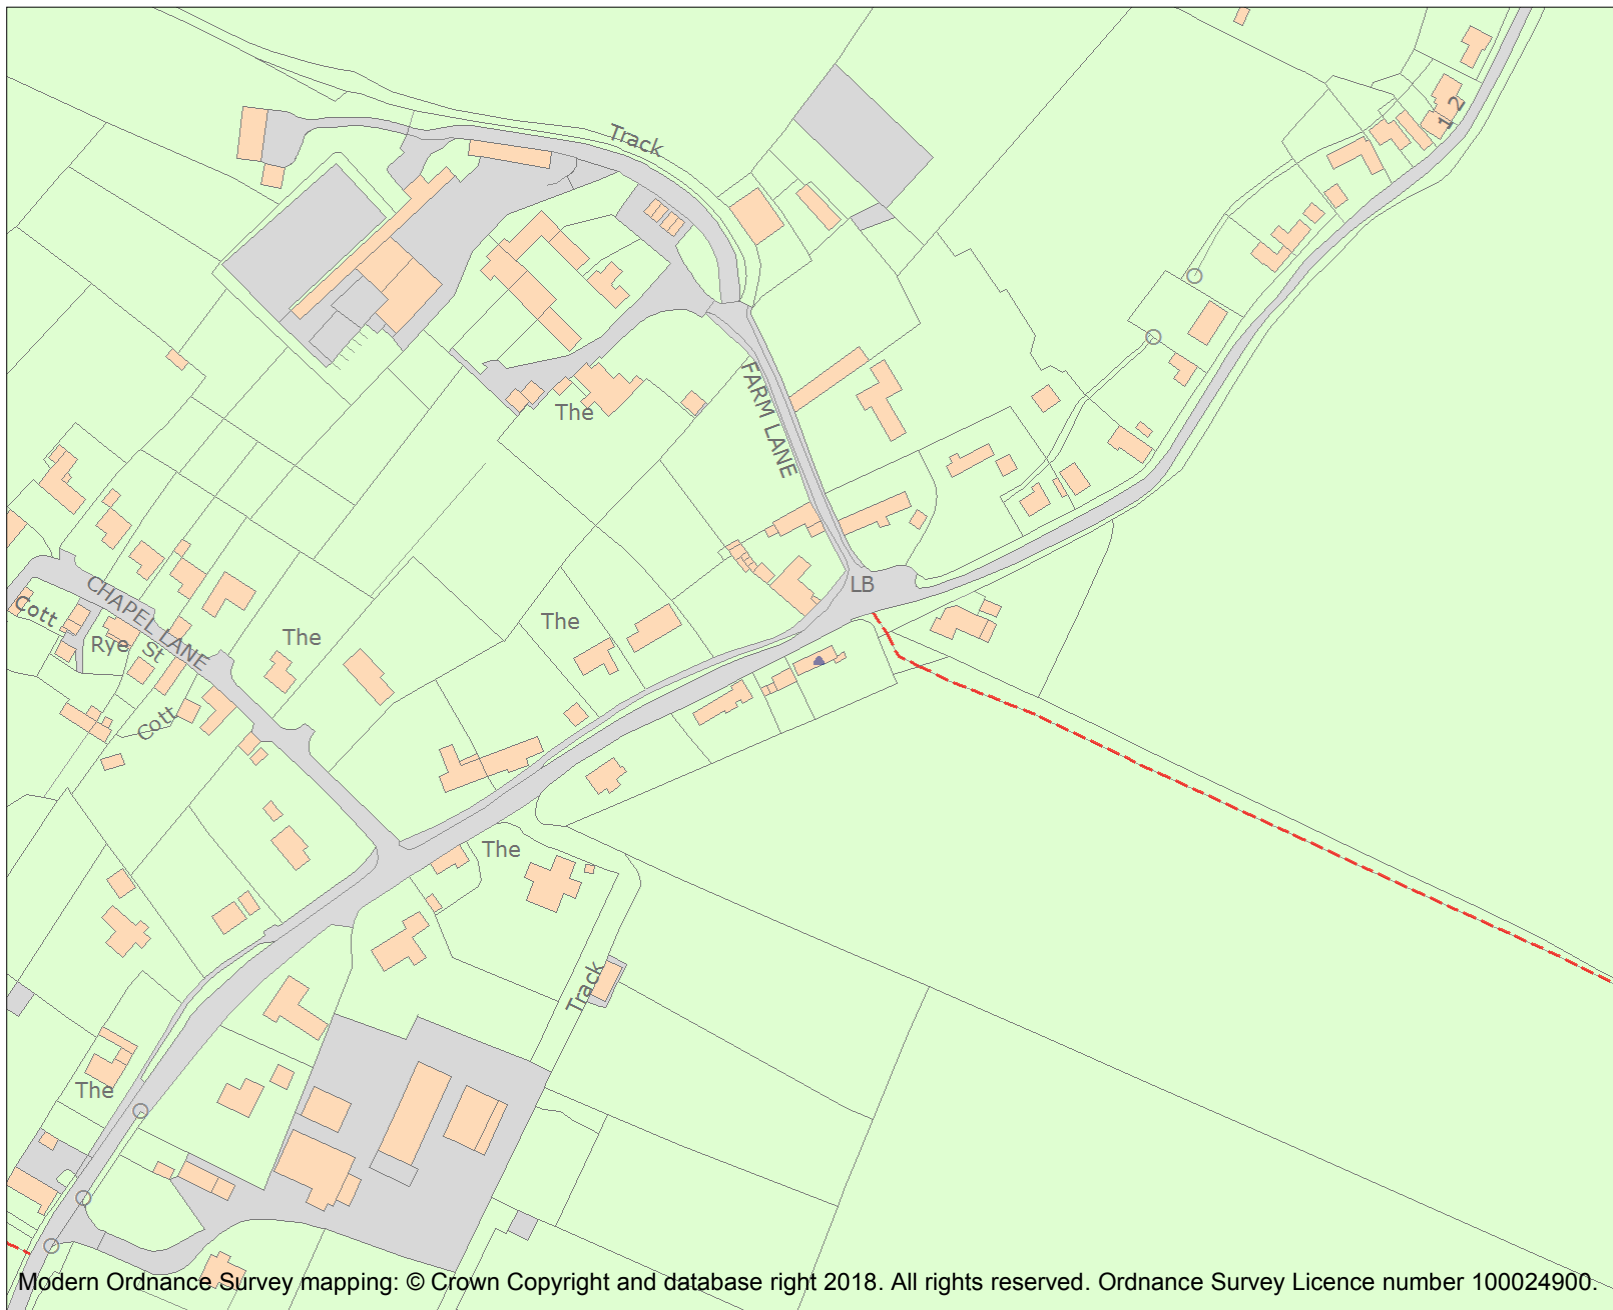 Track
1 2
FARM LANE
The
LB
CHAPEL LANE
Cott
Rye
St
The
The
Cott
The
Track
The
Modern Ordnance Survey mapping: © Crown Copyright and database right 2018. All rights reserved. Ordnance Survey Licence number 100024900.